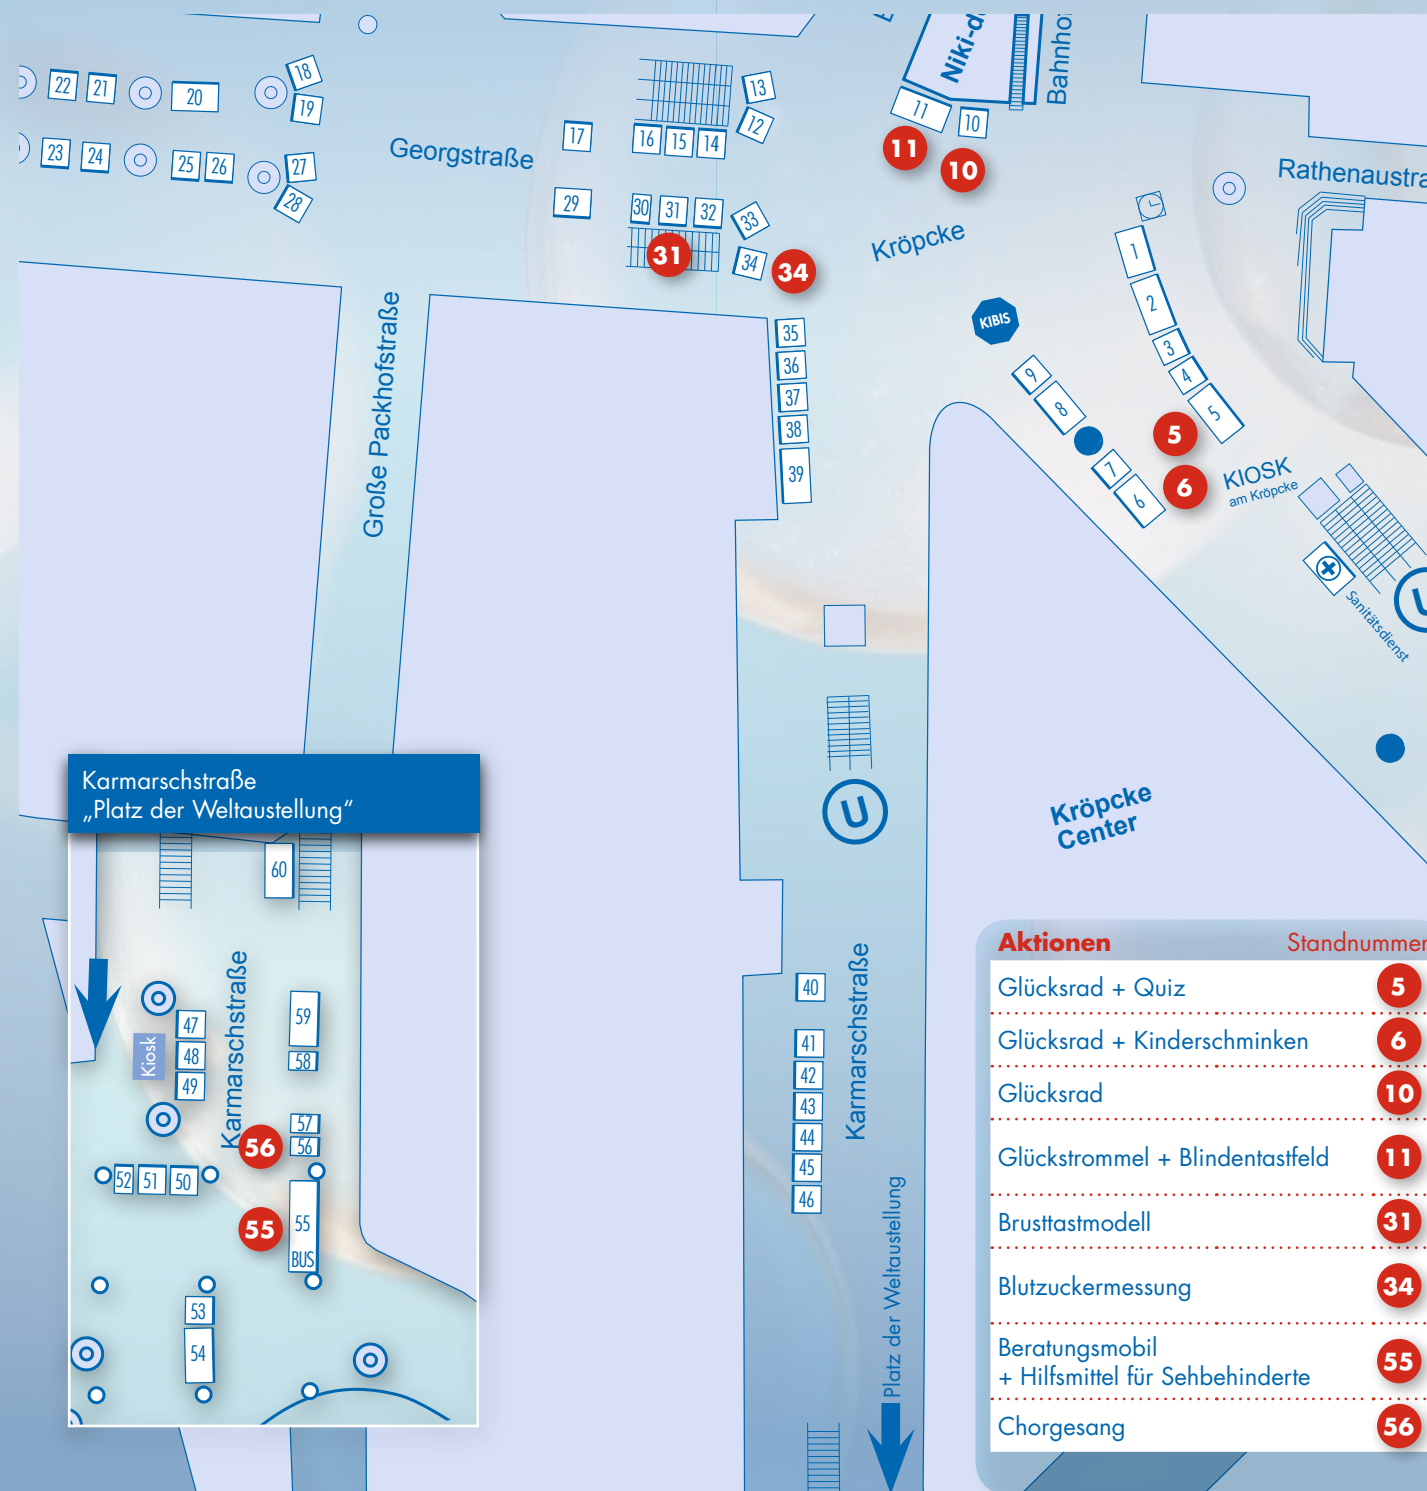 Niki-d
Bahnho
22
21
20
18
19
23
24
25
26
27
28
Georgstraße
17
16
15
14
13
12
29
30
31
32
33
34
31
34
11
10
11
10
Kröpcke
Rathenaustra
KIBIS
1
2
3
4
5
9
8
7
6
5
6
KIOSK
am Kröpcke
Sanitätsdienst
U
Große Packhofstraße
35
36
37
38
39
U
Kröpcke
Center
Karmarschstraße
40
41
42
43
44
45
46
Platz der Weltaustellung
Karmarschstraße
„Platz der Weltaustellung“
60
Karmarschstraße
Kiosk
47
48
49
59
58
57
56
56
52
51
50
55
55
BUS
53
54
Aktionen Standnummer
Glücksrad + Quiz 5
Glücksrad + Kinderschminken 6
Glücksrad 10
Glückstrommel + Blindentastfeld 11
Brusttastmodell 31
Blutzuckermessung 34
Beratungsmobil
+ Hilfsmittel für Sehbehinderte 55
Chorgesang 56